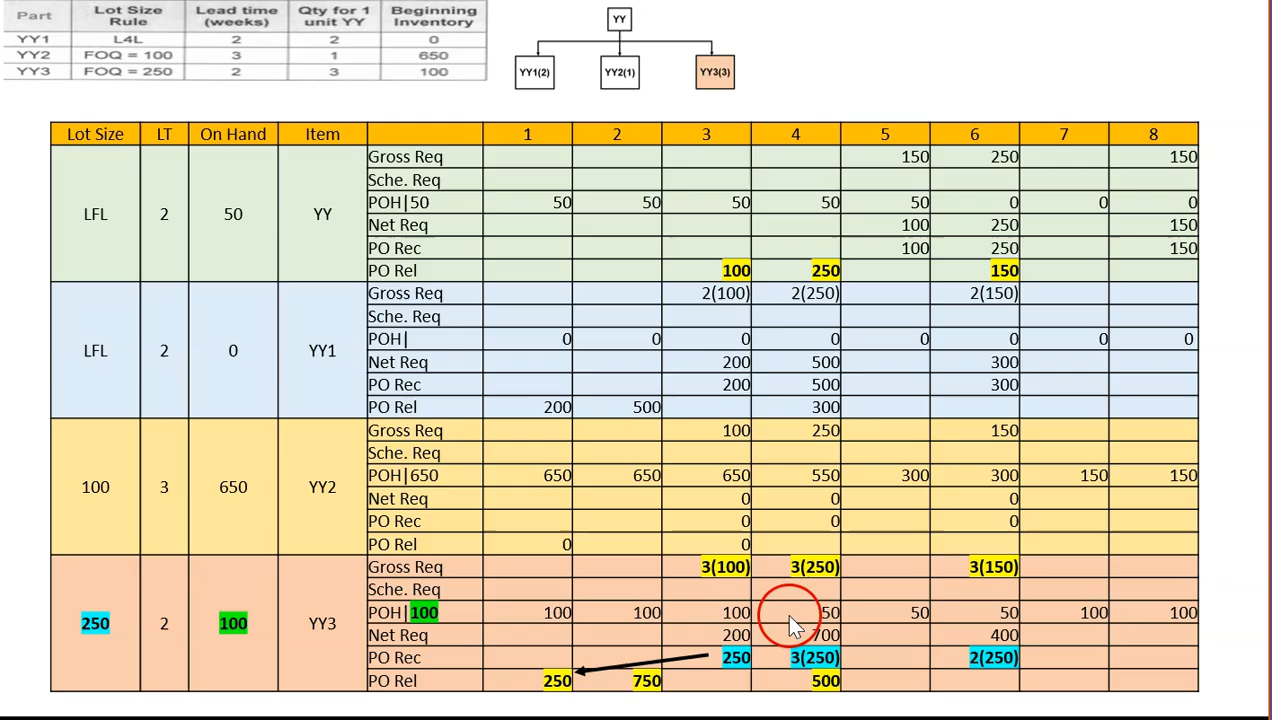 Part Lot Size Rule Lead time (weeks) Qty for 1 unit YY Beginning Inventory
YY1 L4L 2 2 0
YY2 FOQ = 100 3 1 650
YY3 FOQ = 250 2 3 100
YY
YY1(2) YY2(1) YY3(3)
Lot Size LT On Hand Item 1 2 3 4 5 6 7 8
Gross Req 150 250 150
Sche. Req
POH|50 50 50 50 50 50 0 0 0
LFL 2 50 YY
Net Req 100 250 150
PO Rec 100 250 150
PO Rel 100 250 150
Gross Req 2(100) 2(250) 2(150)
Sche. Req
POH| 0 0 0 0 0 0 0 0
LFL 2 0 YY1
Net Req 200 500 300
PO Rec 200 500 300
PO Rel 200 500 300
Gross Req 100 250 150
Sche. Req
POH|650 650 650 650 550 300 300 150 150
100 3 650 YY2
Net Req 0 0 0
PO Rec 0 0 0
PO Rel 0 0
Gross Req 3(100) 3(250) 3(150)
Sche. Req
POH|100 100 100 100 50 50 50 100 100
250 2 100 YY3
Net Req 200 700 400
PO Rec 250 3(250) 2(250)
PO Rel 250 750 500